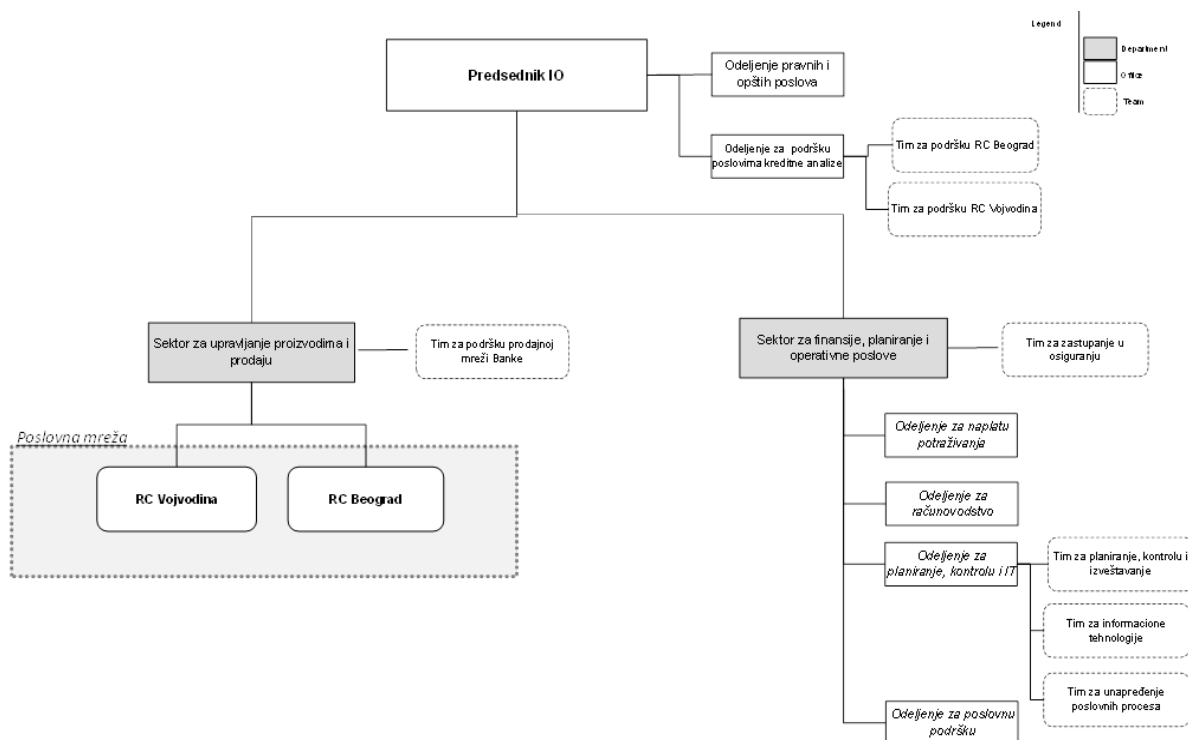 Legend
Department
Office
Team
Predsednik IO
Odeljenje pravnih i
opštih poslova
Odeljenje za podršku
poslovima kreditne analize
Tim za podršku RC Beograd
Tim za podršku RC Vojvodina
Sektor za upravljanje proizvodima i
prodaju
Tim za podršku prodajnoj
mreži Banke
Sektor za finansije, planiranje i
operativne poslove
Tim za zastupanje u
osiguranju
Poslovna mreža
RC Vojvodina
RC Beograd
Odeljenje za naplatu
potraživanja
Odeljenje za
računovodstvo
Odeljenje za
planiranje, kontrolu i IT
Tim za planiranje, kontrolu i
izveštavanje
Tim za informacione
tehnologije
Tim za unapređenje
poslovnih procesa
Odeljenje za poslovnu
podršku